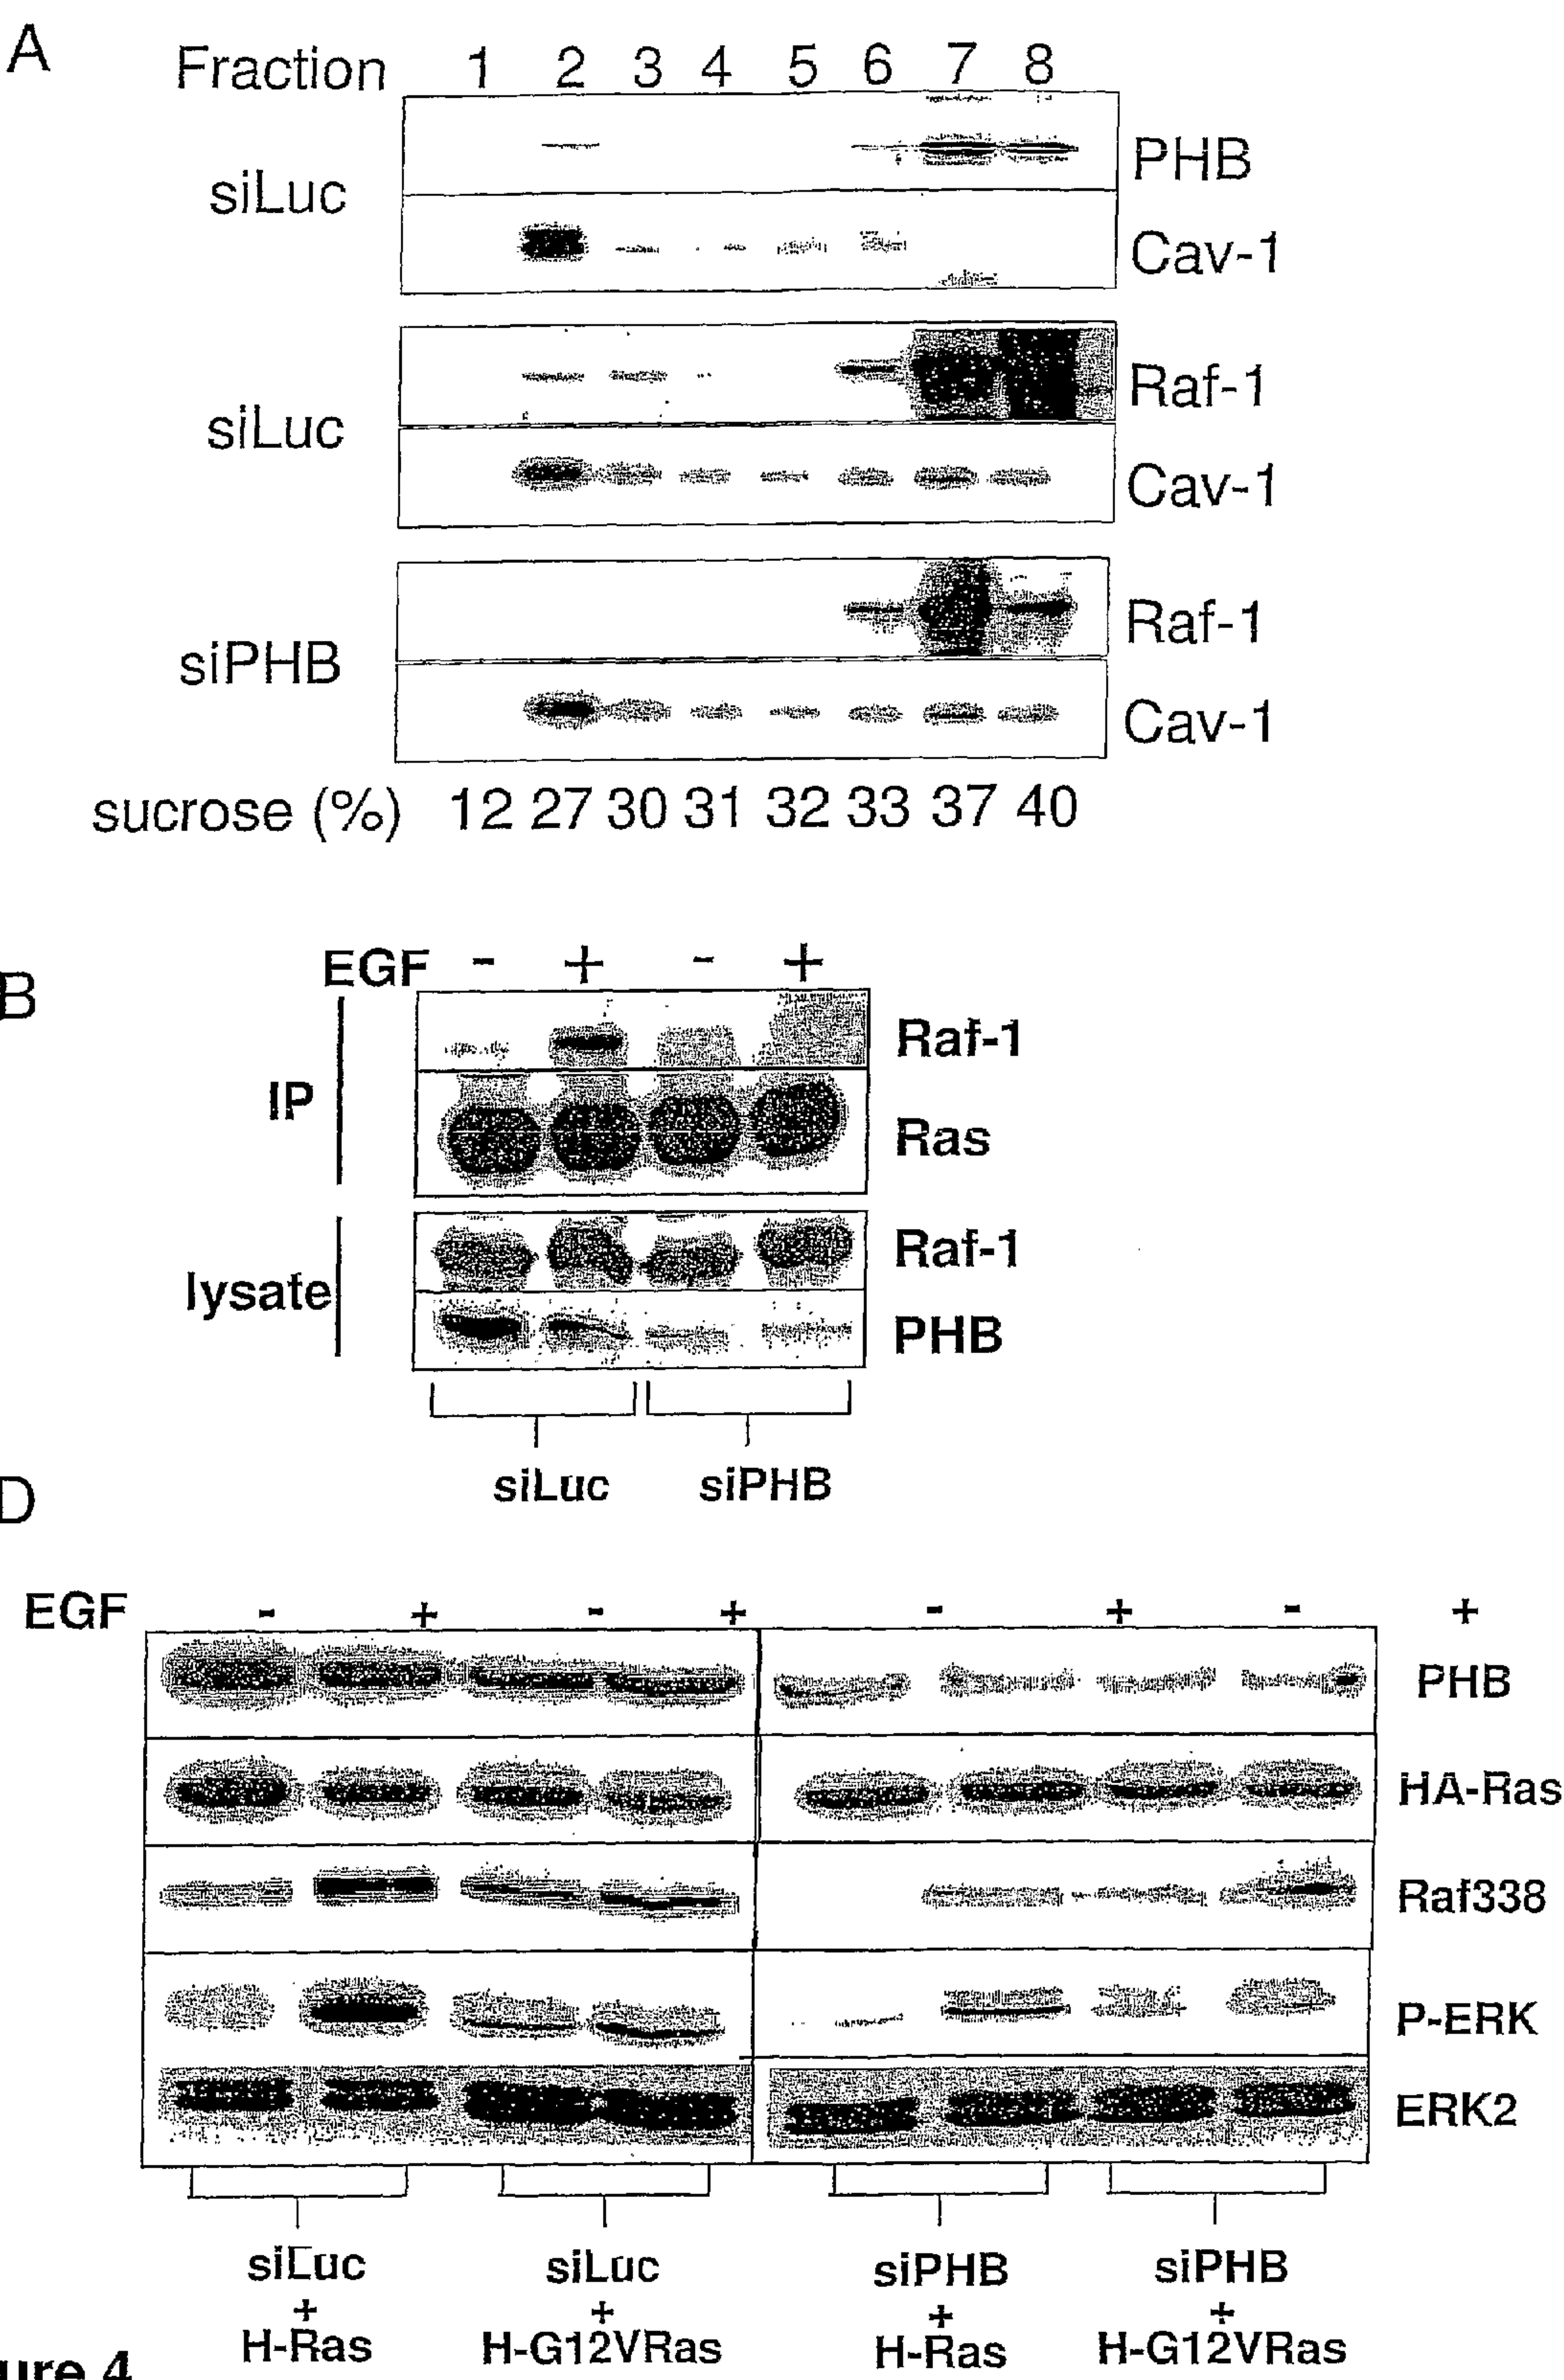 A
Fraction 1 2 3 4 5 6 7 8
siLuc
PHB
Cav-1
siLuc
Raf-1
Cav-1
siPHB
Raf-1
Cav-1
sucrose (%) 12 27 30 31 32 33 37 40
B
EGF - + - +
IP
Raf-1
Ras
lysate
Raf-1
PHB
siLuc siPHB
D
EGF - + - + - + - +
PHB
HA-Ras
Raf338
P-ERK
ERK2
siLuc siLuc siPHB siPHB
+ + + +
H-Ras H-G12VRas H-Ras H-G12VRas
ure 4